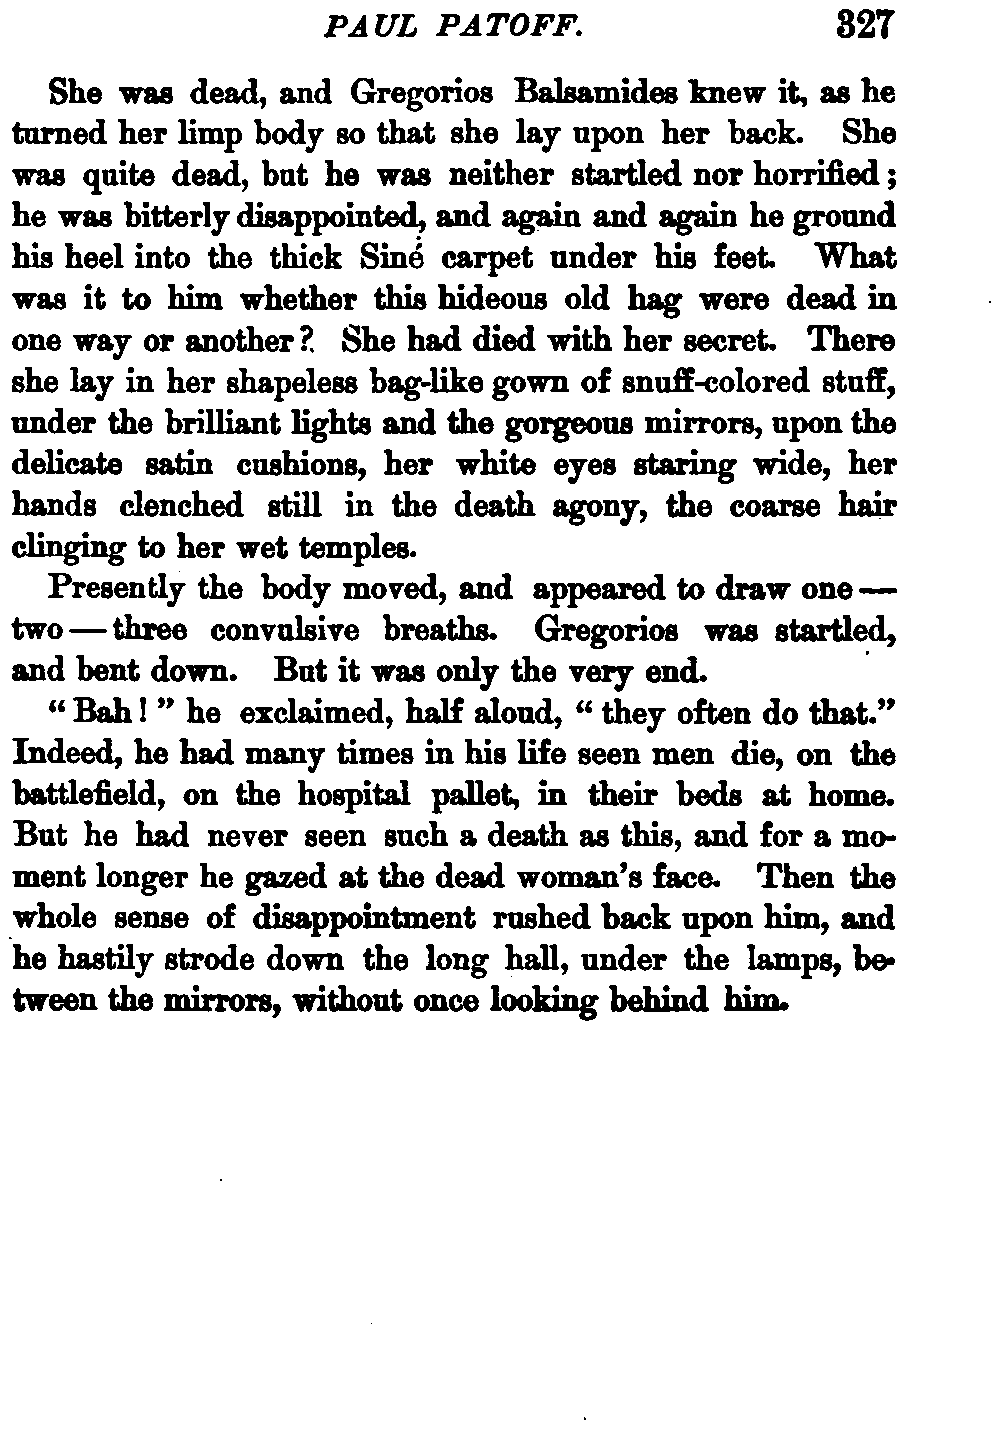 PAUL PATOFF. 327
She was dead, and Gregorios Balsamides knew it, as he
turned her limp body so that she lay upon her back. She
was quite dead, but he was neither startled nor horrified;
he was bitterly disappointed, and again and again he ground
his heel into the thick Siné carpet under his feet. What
was it to him whether this hideous old hag were dead in
one way or another? She had died with her secret. There
she lay in her shapeless bag-like gown of snuff-colored stuff,
under the brilliant lights and the gorgeous mirrors, upon the
delicate satin cushions, her white eyes staring wide, her
hands clenched still in the death agony, the coarse hair
clinging to her wet temples.
Presently the body moved, and appeared to draw one—
two—three convulsive breaths. Gregorios was startled,
and bent down. But it was only the very end.
"Bah!" he exclaimed, half aloud, "they often do that."
Indeed, he had many times in his life seen men die, on the
battlefield, on the hospital pallet, in their beds at home.
But he had never seen such a death as this, and for a mo-
ment longer he gazed at the dead woman's face. Then the
whole sense of disappointment rushed back upon him, and
he hastily strode down the long hall, under the lamps, be-
tween the mirrors, without once looking behind him.